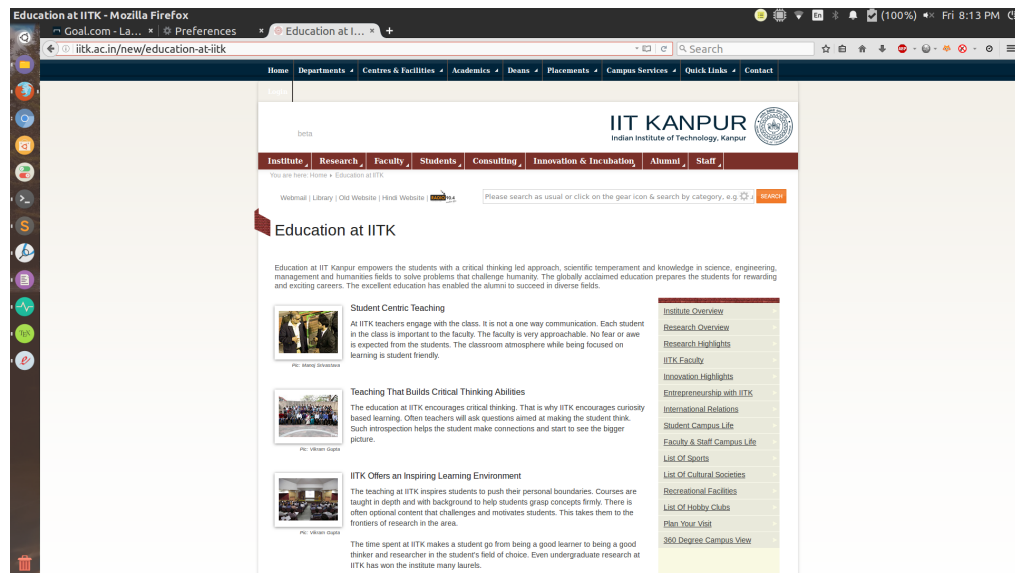 Education at IITK - Mozilla Firefox
En
(100%)
Fri 8:13 PM
Goal.com - La... ×
Preferences ×
Education at I... ×
+
iitk.ac.in/new/education-at-iitk
Search
Home Departments Centres & Facilities Academics Deans Placements Campus Services Quick Links Contact
beta
IIT KANPUR
Indian Institute of Technology, Kanpur
Institute Research Faculty Students Consulting Innovation & Incubation Alumni Staff
You are here: Home Education at IITK
Webmail | Library | Old Website | Hindi Website |
Please search as usual or click on the gear icon & search by category, e.g.
SEARCH
Education at IITK
Education at IIT Kanpur empowers the students with a critical thinking led approach, scientific temperament and knowledge in science, engineering,
management and humanities fields to solve problems that challenge humanity. The globally acclaimed education prepares the students for rewarding
and exciting careers. The excellent education has enabled the alumni to succeed in diverse fields.
Student Centric Teaching
At IITK teachers engage with the class. It is not a one way communication. Each student
in the class is important to the faculty. The faculty is very approachable. No fear or awe
is expected from the students. The classroom atmosphere while being focused on
learning is student friendly.
Pic: Manoj Srivastava
Teaching That Builds Critical Thinking Abilities
The education at IITK encourages critical thinking. That is why IITK encourages curiosity
based learning. Often teachers will ask questions aimed at making the student think.
Such introspection helps the student make connections and start to see the bigger
picture.
Pic: Vikram Gupta
IITK Offers an Inspiring Learning Environment
The teaching at IITK inspires students to push their personal boundaries. Courses are
taught in depth and with background to help students grasp concepts firmly. There is
often optional content that challenges and motivates students. This takes them to the
frontiers of research in the area.
Pic: Vikram Gupta
The time spent at IITK makes a student go from being a good learner to being a good
thinker and researcher in the student's field of choice. Even undergraduate research at
IITK has won the institute many laurels.
Institute Overview
Research Overview
Research Highlights
IITK Faculty
Innovation Highlights
Entrepreneurship with IITK
International Relations
Student Campus Life
Faculty & Staff Campus Life
List Of Sports
List Of Cultural Societies
Recreational Facilities
List Of Hobby Clubs
Plan Your Visit
360 Degree Campus View